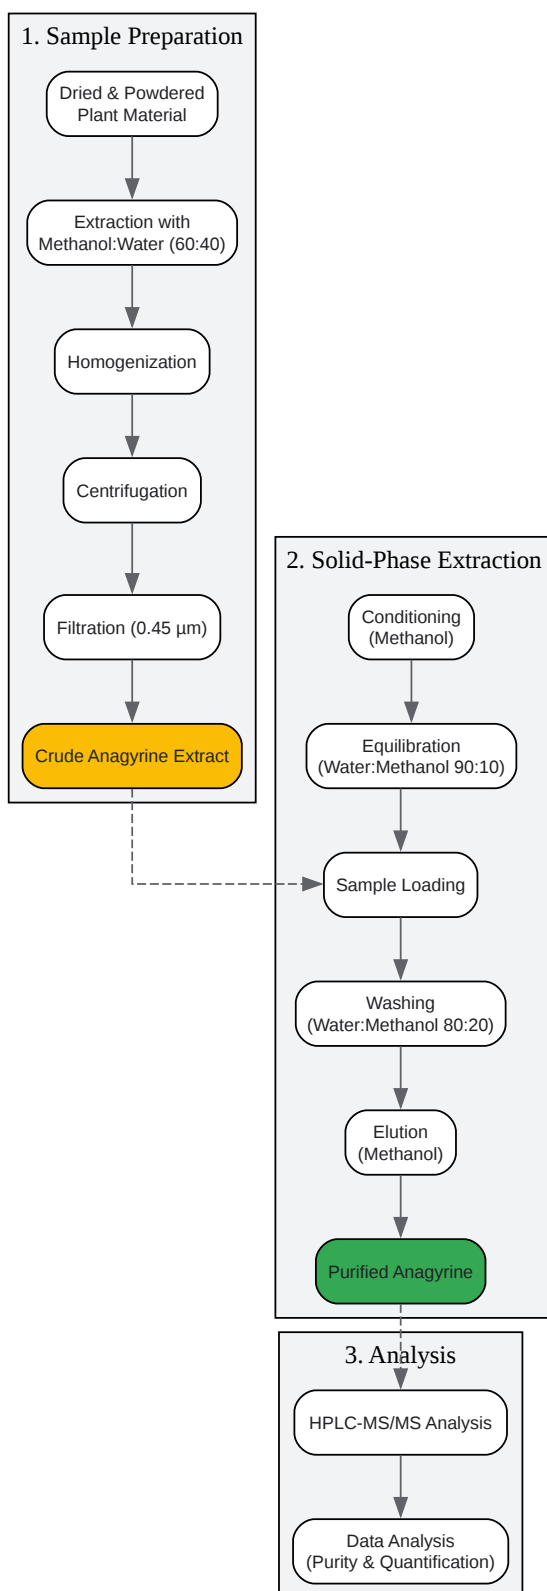 1. Sample Preparation
Dried & Powdered
Plant Material
Extraction with
Methanol:Water (60:40)
Homogenization
Centrifugation
Filtration (0.45 µm)
Crude Anagyrine Extract
2. Solid-Phase Extraction
Conditioning
(Methanol)
Equilibration
(Water:Methanol 90:10)
Sample Loading
Washing
(Water:Methanol 80:20)
Elution
(Methanol)
Purified Anagyrine
3. Analysis
HPLC-MS/MS Analysis
Data Analysis
(Purity & Quantification)